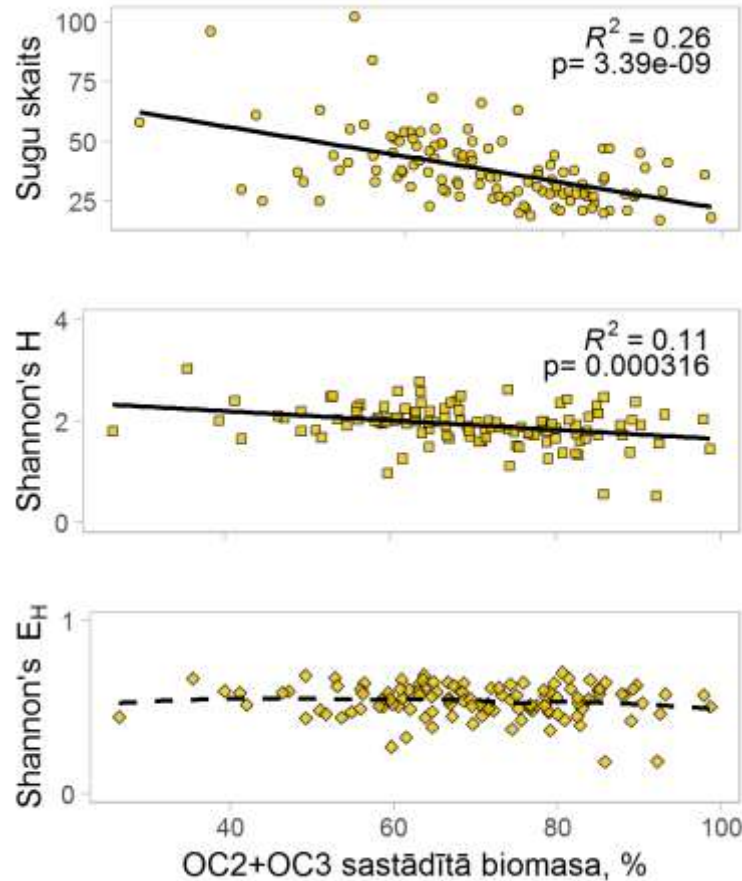 Sugu skaits
100
75
50
25
R² = 0.26
p= 3.39e-09
Shannon's H
4
2
0
R² = 0.11
p= 0.000316
Shannon's E_H
1
0
40
60
80
100
OC2+OC3 sastādītā biomasa, %